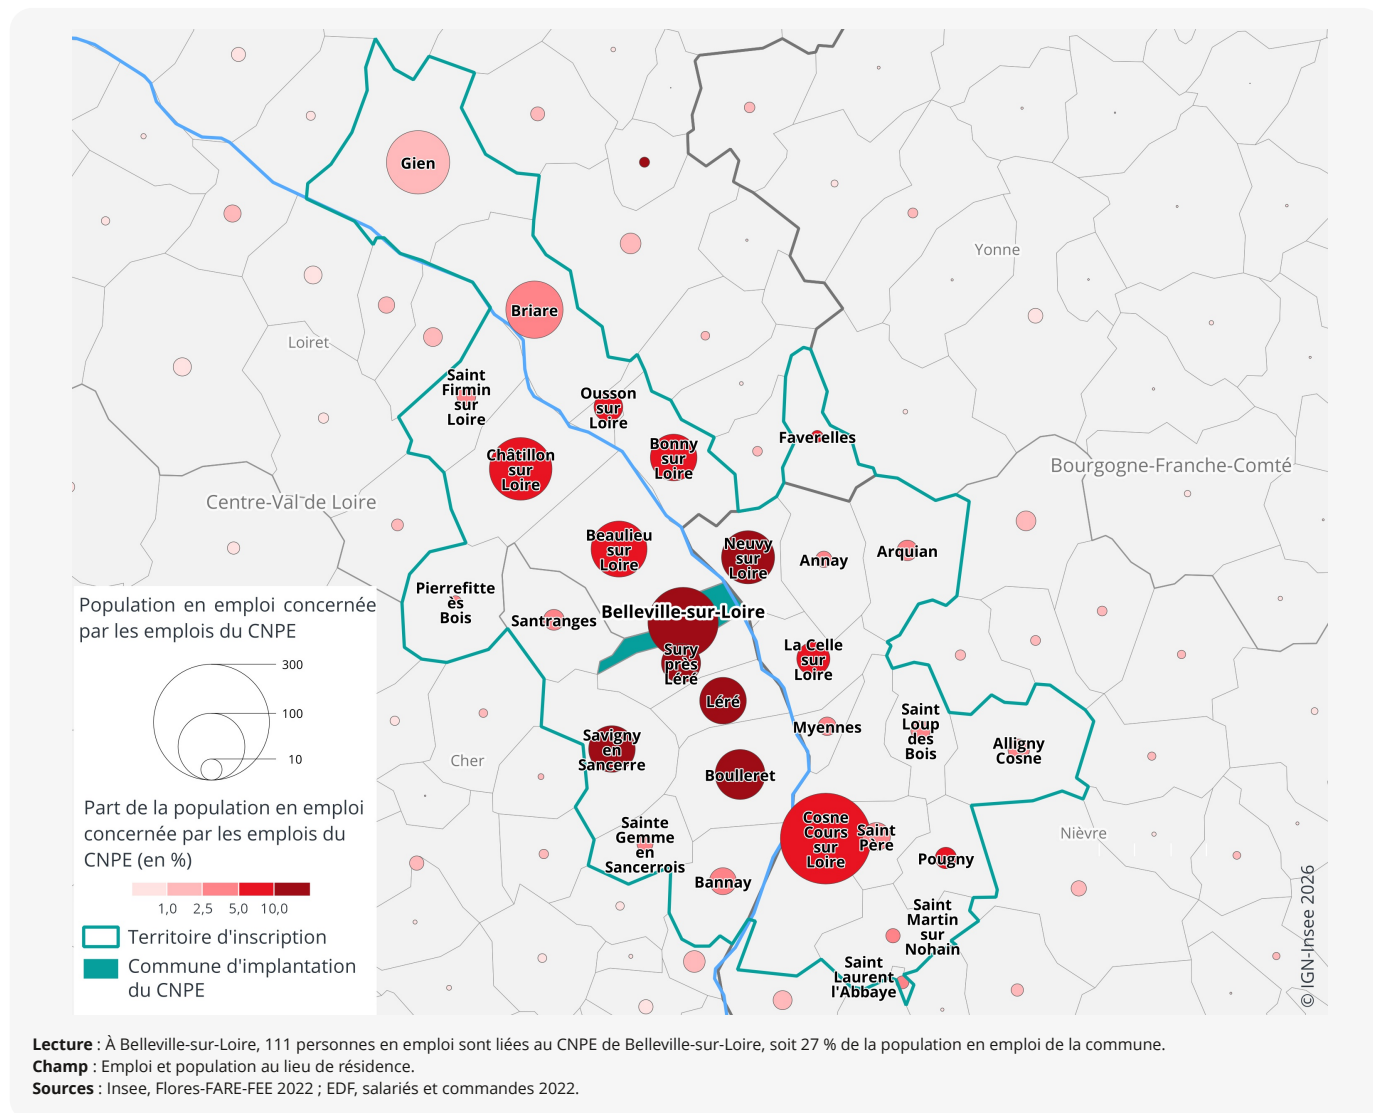 Gien
Briare
Yonne
Loiret
Saint
Firmin
sur
Loire
Ousson
sur
Loire
Bonny
sur
Loire
Faverelles
Châtillon
sur
Loire
Bourgogne-Franche-Comté
Centre-Val de Loire
Beaulieu
sur
Loire
Neuvy
sur
Loire
Annay
Arquian
Pierrefitte
ès
Bois
Santranges
Belleville-sur-Loire
Sury
près
Léré
La Celle
sur
Loire
Léré
Myennes
Saint
Loup
des
Bois
Alligny
Cosne
Savigny
en
Sancerre
Cher
Boulleret
Sainte
Gemme
en
Sancerrois
Cosne
Cours
sur
Loire
Saint
Père
Pougny
Nièvre
Bannay
Saint
Martin
sur
Nohain
Saint
Laurent
l'Abbaye
Population en emploi concernée
par les emplois du CNPE
300
100
10
Part de la population en emploi
concernée par les emplois du
CNPE (en %)
1,0 2,5 5,0 10,0
Territoire d'inscription
Commune d'implantation
du CNPE
© IGN-Insee 2026
Lecture : À Belleville-sur-Loire, 111 personnes en emploi sont liées au CNPE de Belleville-sur-Loire, soit 27 % de la population en emploi de la commune.
Champ : Emploi et population au lieu de résidence.
Sources : Insee, Flores-FARE-FEE 2022 ; EDF, salariés et commandes 2022.